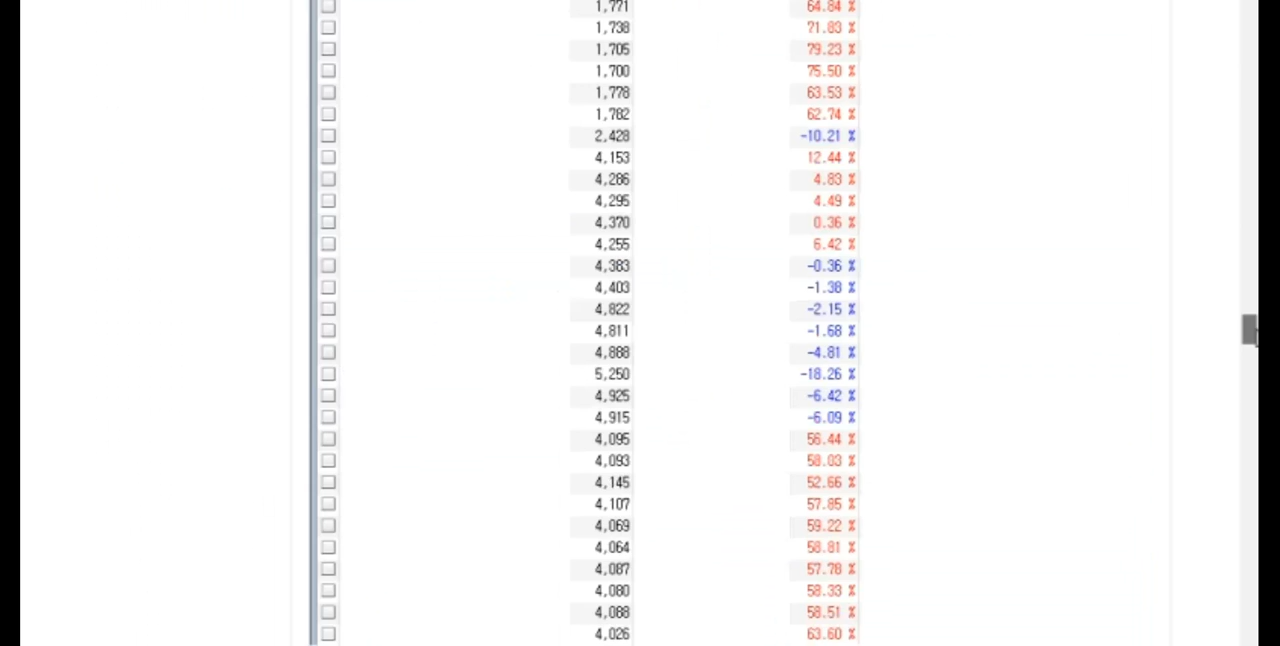 1,771 64.84 %
1,738 71.83 %
1,705 79.23 %
1,700 75.50 %
1,778 63.53 %
1,782 62.74 %
2,428 -10.21 %
4,153 12.44 %
4,286 4.83 %
4,295 4.49 %
4,370 0.36 %
4,255 6.42 %
4,383 -0.36 %
4,403 -1.38 %
4,822 -2.15 %
4,811 -1.68 %
4,888 -4.81 %
5,250 -18.26 %
4,925 -6.42 %
4,915 -6.09 %
4,095 56.44 %
4,093 58.03 %
4,145 52.66 %
4,107 57.85 %
4,069 59.22 %
4,064 58.81 %
4,087 57.78 %
4,080 58.33 %
4,088 58.51 %
4,026 63.60 %